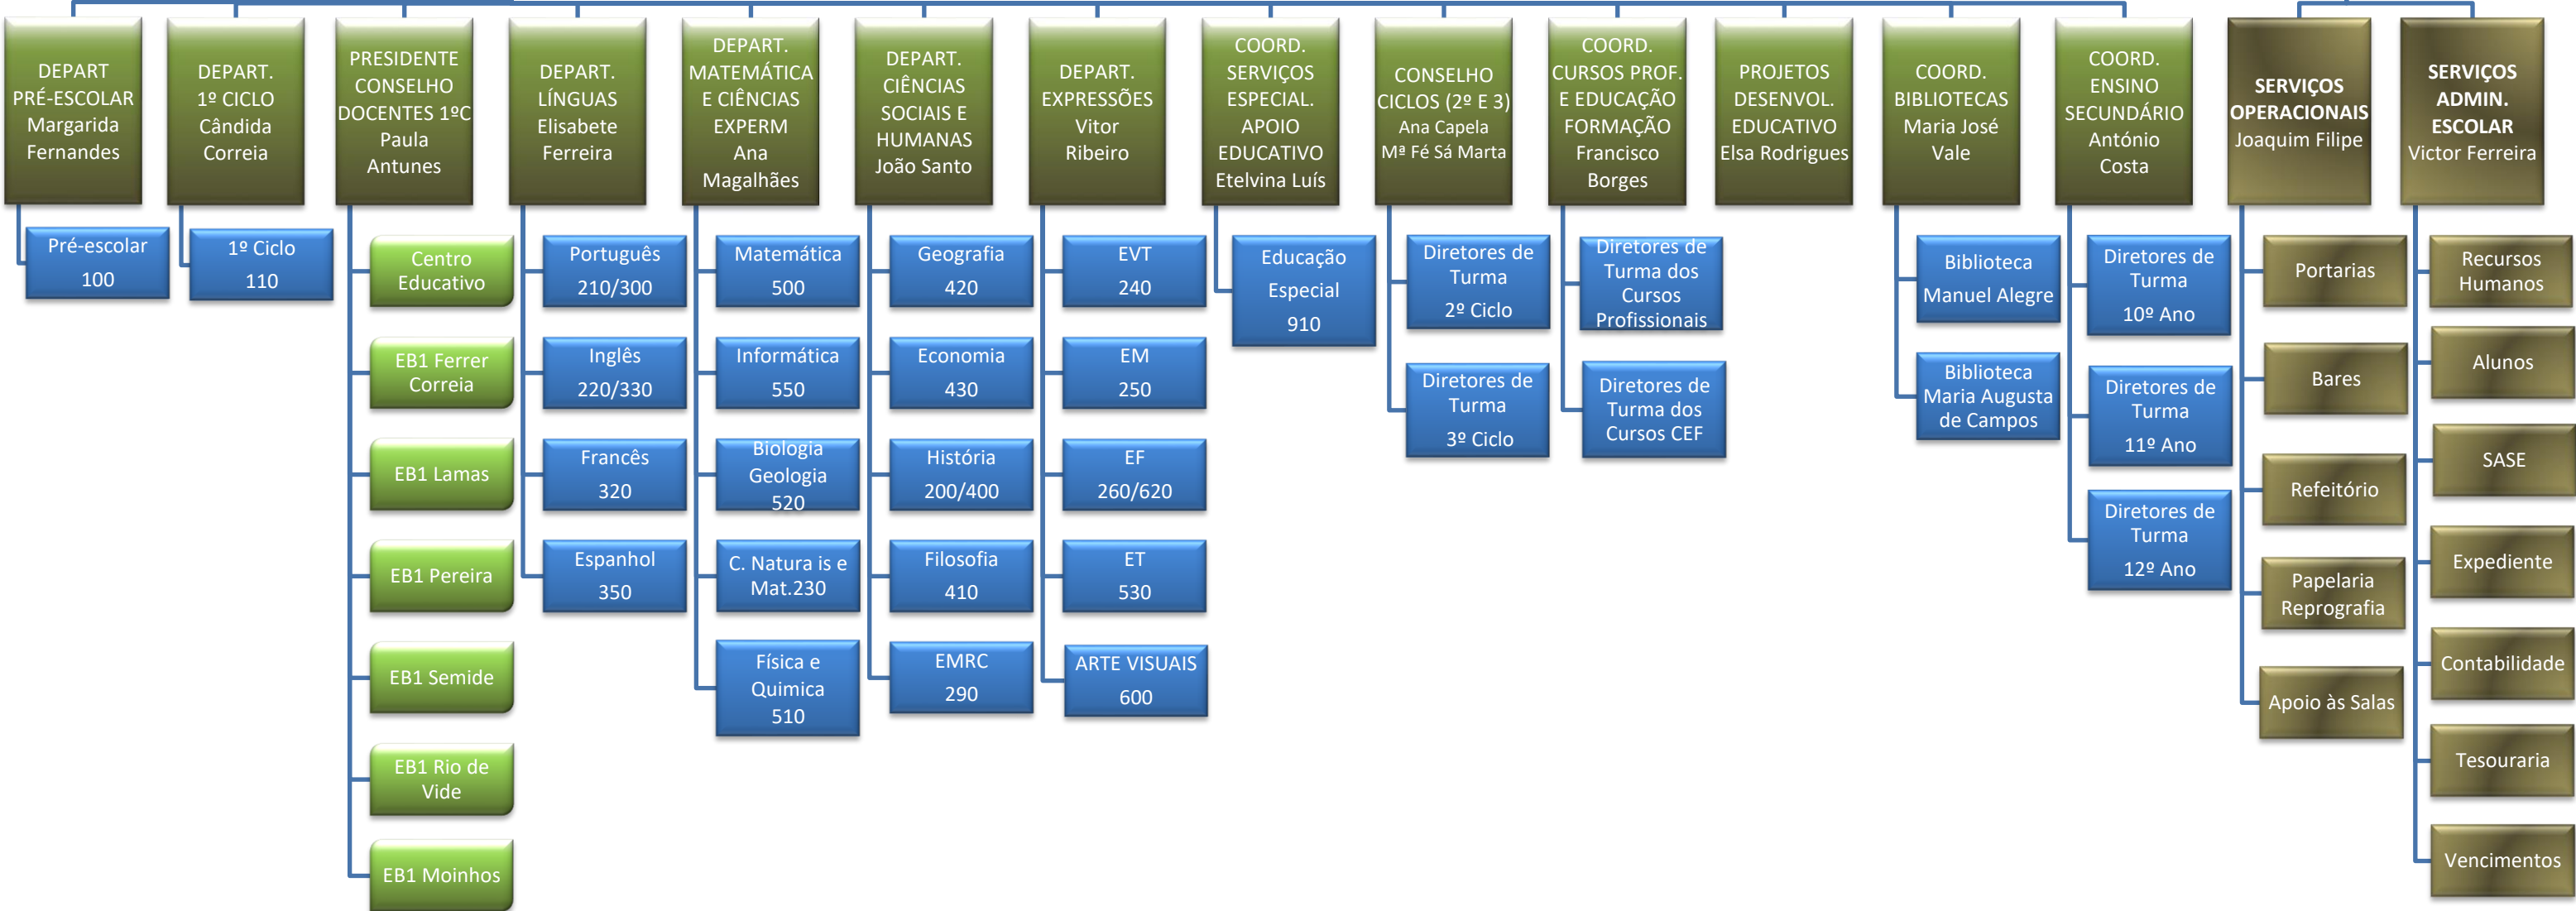 DEPART
PRÉ-ESCOLAR
Margarida
Fernandes
Pré-escolar
100
DEPART.
1º CICLO
Cândida
Correia
1º Ciclo
110
PRESIDENTE
CONSELHO
DOCENTES 1ºC
Paula
Antunes
Centro
Educativo
EB1 Ferrer
Correia
EB1 Lamas
EB1 Pereira
EB1 Semide
EB1 Rio de
Vide
EB1 Moinhos
DEPART.
LÍNGUAS
Elisabete
Ferreira
Português
210/300
Inglês
220/330
Francês
320
Espanhol
350
DEPART.
MATEMÁTICA
E CIÊNCIAS
EXPERM
Ana
Magalhães
Matemática
500
Informática
550
Biologia
Geologia
520
C. Natura is e
Mat.230
Física e
Quimica
510
DEPART.
CIÊNCIAS
SOCIAIS E
HUMANAS
João Santo
Geografia
420
Economia
430
História
200/400
Filosofia
410
EMRC
290
DEPART.
EXPRESSÕES
Vitor
Ribeiro
EVT
240
EM
250
EF
260/620
ET
530
ARTE VISUAIS
600
COORD.
SERVIÇOS
ESPECIAL.
APOIO
EDUCATIVO
Etelvina Luís
Educação
Especial
910
CONSELHO
CICLOS (2º E 3)
Ana Capela
Mª Fé Sá Marta
Diretores de
Turma
2º Ciclo
Diretores de
Turma
3º Ciclo
COORD.
CURSOS PROF.
E EDUCAÇÃO
FORMAÇÃO
Francisco
Borges
Diretores de
Turma dos
Cursos
Profissionais
Diretores de
Turma dos
Cursos CEF
PROJETOS
DESENVOL.
EDUCATIVO
Elsa Rodrigues
COORD.
BIBLIOTECAS
Maria José
Vale
Biblioteca
Manuel Alegre
Biblioteca
Maria Augusta
de Campos
COORD.
ENSINO
SECUNDÁRIO
António
Costa
Diretores de
Turma
10º Ano
Diretores de
Turma
11º Ano
Diretores de
Turma
12º Ano
SERVIÇOS
OPERACIONAIS
Joaquim Filipe
Portarias
Bares
Refeitório
Papelaria
Reprografia
Apoio às Salas
SERVIÇOS
ADMIN.
ESCOLAR
Victor Ferreira
Recursos
Humanos
Alunos
SASE
Expediente
Contabilidade
Tesouraria
Vencimentos